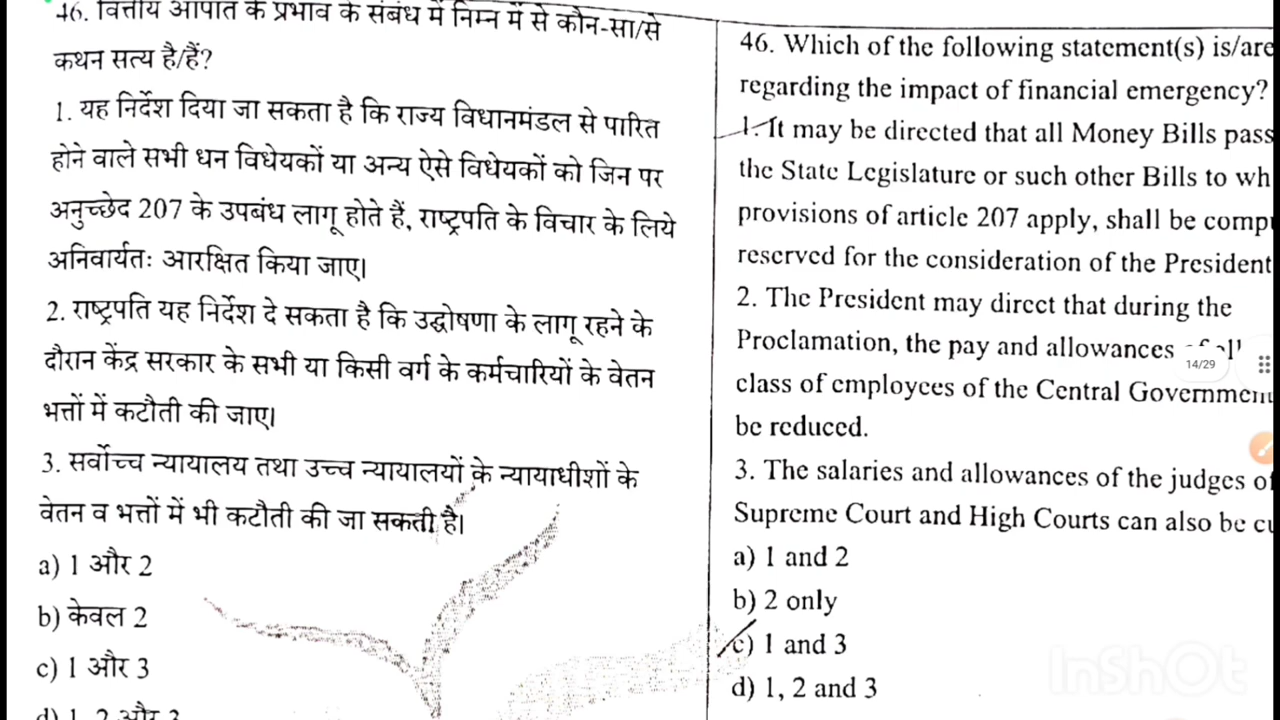 46. वित्तीय आपात के प्रभाव के संबंध में निम्न में से कौन-सा/से
कथन सत्य है/हैं?
1. यह निर्देश दिया जा सकता है कि राज्य विधानमंडल से पारित
होने वाले सभी धन विधेयकों या अन्य ऐसे विधेयकों को जिन पर
अनुच्छेद 207 के उपबंध लागू होते हैं, राष्ट्रपति के विचार के लिये
अनिवार्यतः आरक्षित किया जाए।
2. राष्ट्रपति यह निर्देश दे सकता है कि उद्घोषणा के लागू रहने के
दौरान केंद्र सरकार के सभी या किसी वर्ग के कर्मचारियों के वेतन
भत्तों में कटौती की जाए।
3. सर्वोच्च न्यायालय तथा उच्च न्यायालयों के न्यायाधीशों के
वेतन व भत्तों में भी कटौती की जा सकती है।
a) 1 और 2
b) केवल 2
c) 1 और 3
d) 1, 2 और 3
46. Which of the following statement(s) is/are
regarding the impact of financial emergency?
1. It may be directed that all Money Bills pass
the State Legislature or such other Bills to wh
provisions of article 207 apply, shall be comp
reserved for the consideration of the President
2. The President may direct that during the
Proclamation, the pay and allowances
class of employees of the Central Government
be reduced.
3. The salaries and allowances of the judges of
Supreme Court and High Courts can also be cu
a) 1 and 2
b) 2 only
c) 1 and 3
d) 1, 2 and 3
14/29
InShOt